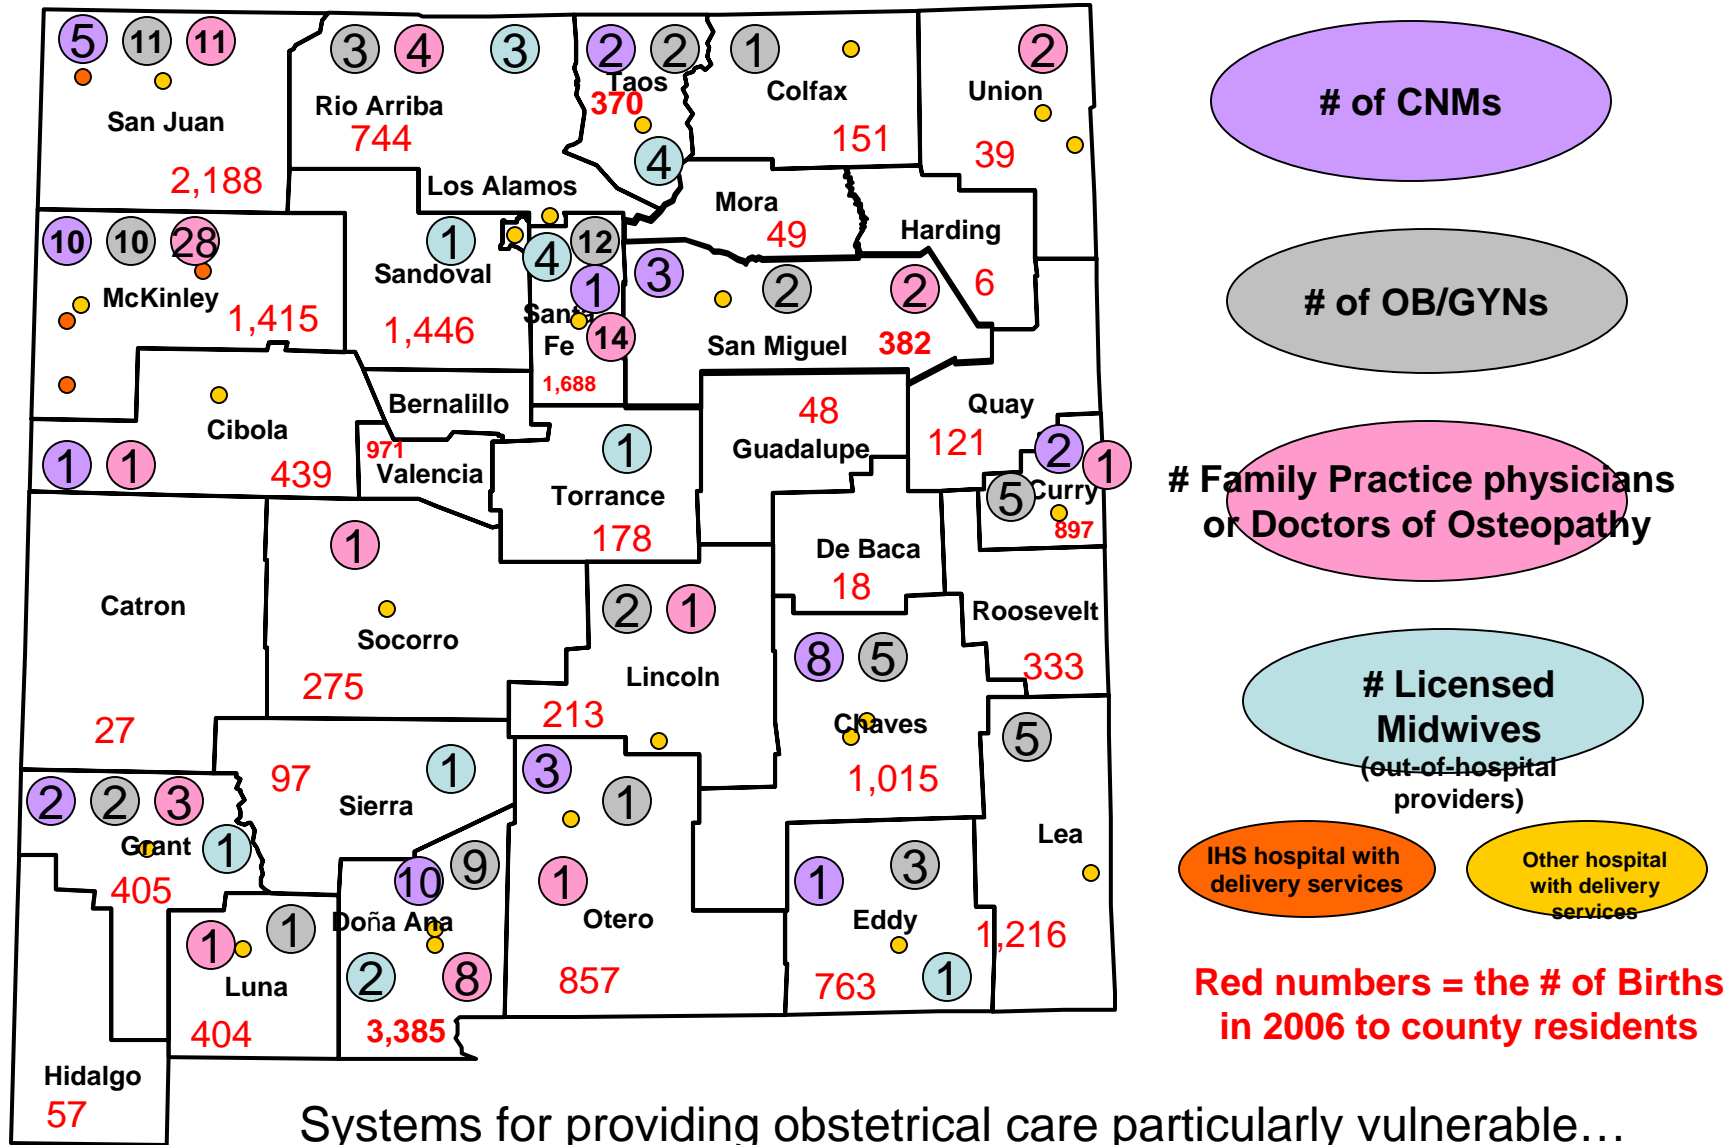 5 11 11
San Juan
2,188
3 4 3
Rio Arriba
744
2 2
Taos
370
4
1
Colfax
151
2
Union
39
Los Alamos
Mora
49
Harding
6
10 10 28
McKinley
1,415
1
Sandoval
1,446
4 12
1
Santa
Fe 14
1,688
3 2 2
San Miguel 382
Bernalillo
Cibola
439
1 1
971
Valencia
1
Torrance
178
48
Guadalupe
Quay
121
2 1
5 Curry
897
De Baca
18
Roosevelt
333
Catron
27
1
Socorro
275
2 1
Lincoln
213
8 5
Chaves
1,015
5
Lea
1,216
97 1
Sierra
2 2 3
Grant 1
405
3 1
1
Otero
857
10 9
Doña Ana
2 8
3,385
1 3
Eddy
763 1
1 1
Luna
404
Hidalgo
57
# of CNMs
# of OB/GYNs
# Family Practice physicians
or Doctors of Osteopathy
# Licensed
Midwives
(out-of-hospital
providers)
IHS hospital with
delivery services
Other hospital
with delivery
services
Red numbers = the # of Births
in 2006 to county residents
Systems for providing obstetrical care particularly vulnerable…